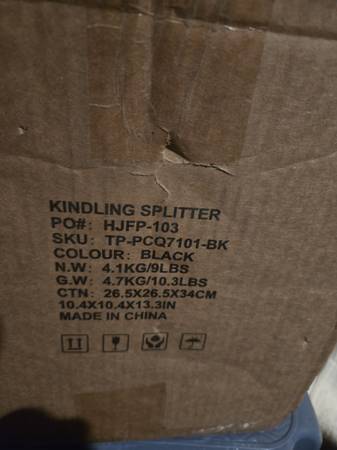 KINDLING SPLITTER
PO#: HJFP-103
SKU: TP-PCQ7101-BK
COLOUR: BLACK
N.W: 4.1KG/9LBS
G.W: 4.7KG/10.3LBS
CTN: 26.5X26.5X34CM
10.4X10.4X13.3IN
MADE IN CHINA